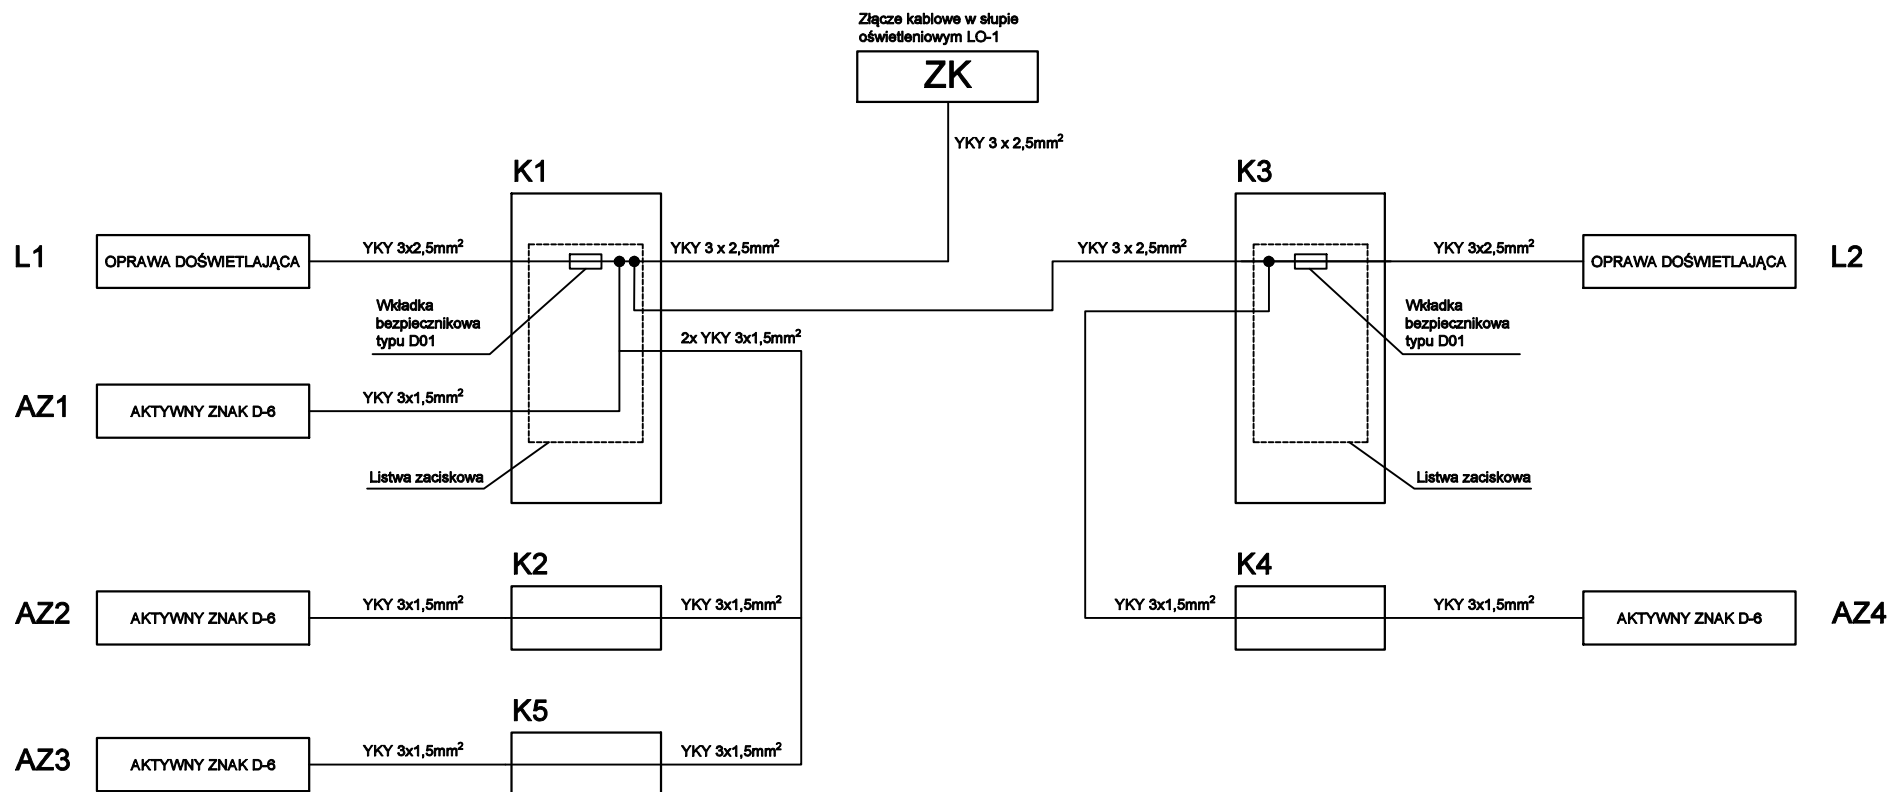 Złącze kablowe w słupie
oświetleniowym LO-1
ZK
YKY 3 x 2,5mm²
K1
K3
L1
OPRAWA DOŚWIETLAJĄCA
YKY 3x2,5mm²
YKY 3 x 2,5mm²
YKY 3 x 2,5mm²
YKY 3x2,5mm²
OPRAWA DOŚWIETLAJĄCA
L2
Wkładka
bezpiecznikowa
typu D01
2x YKY 3x1,5mm²
Wkładka
bezpiecznikowa
typu D01
AZ1
AKTYWNY ZNAK D-6
YKY 3x1,5mm²
Listwa zaciskowa
Listwa zaciskowa
K2
K4
AZ2
AKTYWNY ZNAK D-6
YKY 3x1,5mm²
YKY 3x1,5mm²
YKY 3x1,5mm²
YKY 3x1,5mm²
AKTYWNY ZNAK D-6
AZ4
K5
AZ3
AKTYWNY ZNAK D-6
YKY 3x1,5mm²
YKY 3x1,5mm²